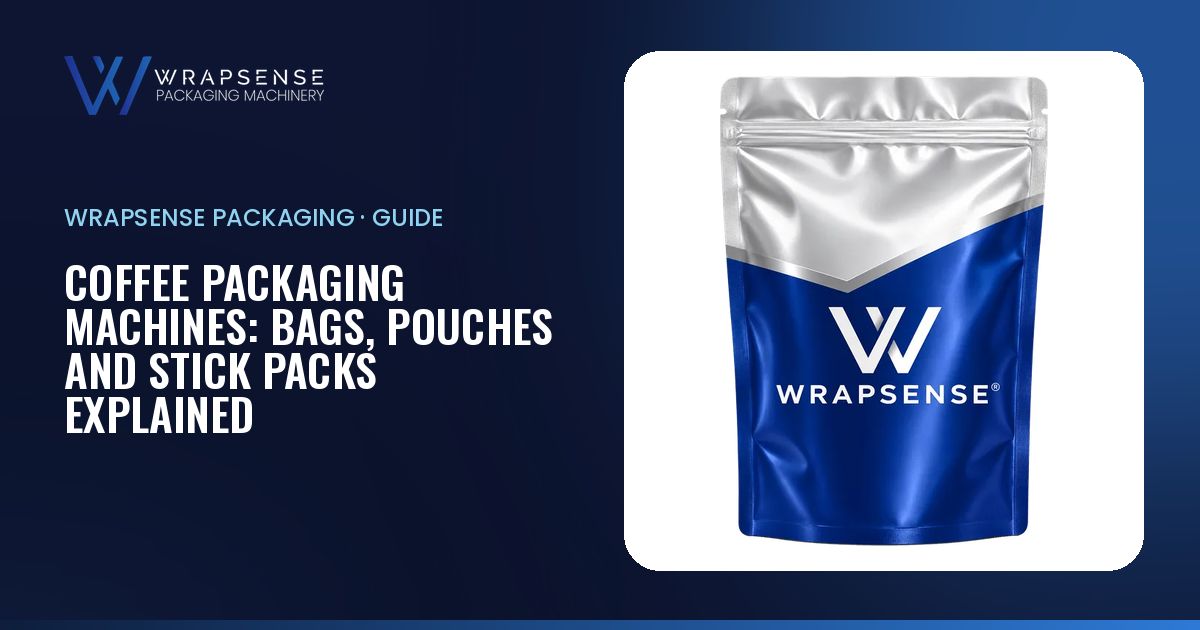 WRAPSENSE
PACKAGING MACHINERY
WRAPSENSE PACKAGING · GUIDE
COFFEE PACKAGING
MACHINES: BAGS, POUCHES
AND STICK PACKS
EXPLAINED
WRAPSENSE®